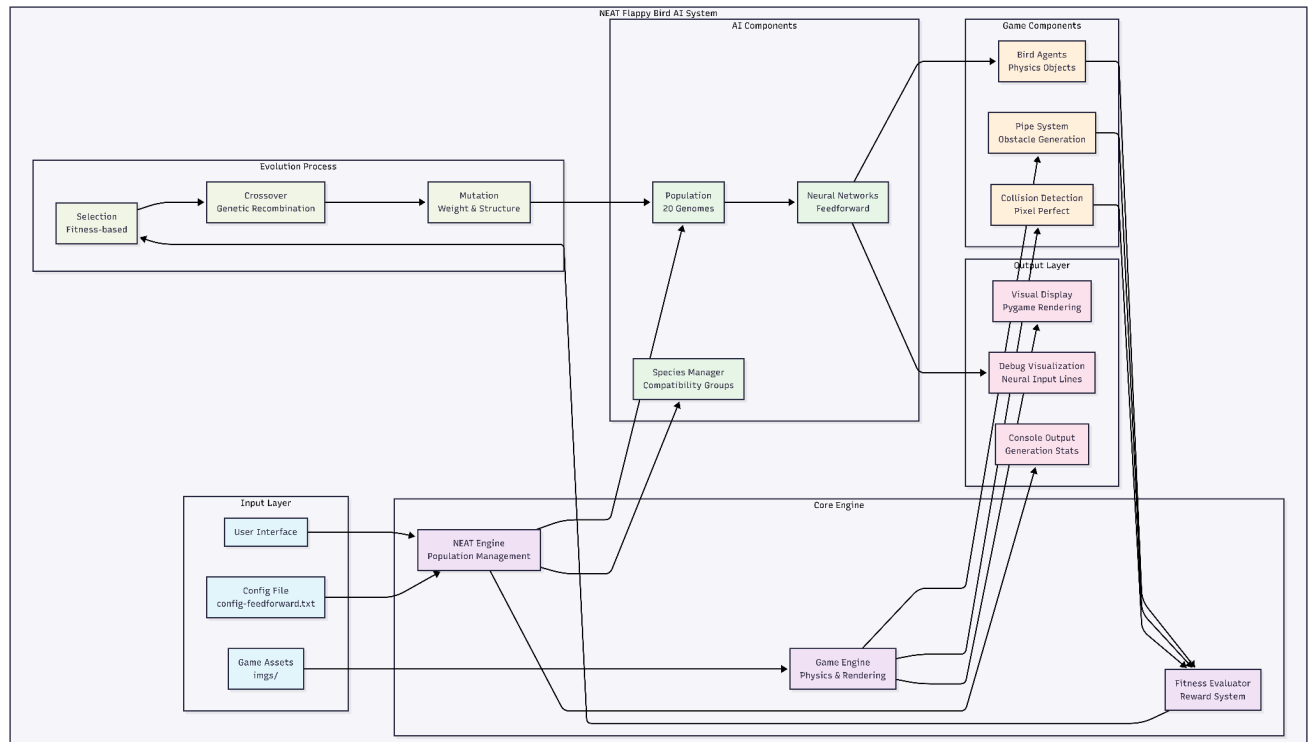 NEAT Flappy Bird AI System
AI Components
Game Components
Bird Agents
Physics Objects
Pipe System
Obstacle Generation
Evolution Process
Crossover
Genetic Recombination
Mutation
Weight & Structure
Population
20 Genomes
Neural Networks
Feedforward
Collision Detection
Pixel Perfect
Selection
Fitness-based
Output Layer
Visual Display
Pygame Rendering
Species Manager
Compatibility Groups
Debug Visualization
Neural Input Lines
Console Output
Generation Stats
Input Layer
Core Engine
User Interface
NEAT Engine
Population Management
Config File
config-feedforward.txt
Game Assets
imgs/
Game Engine
Physics & Rendering
Fitness Evaluator
Reward System